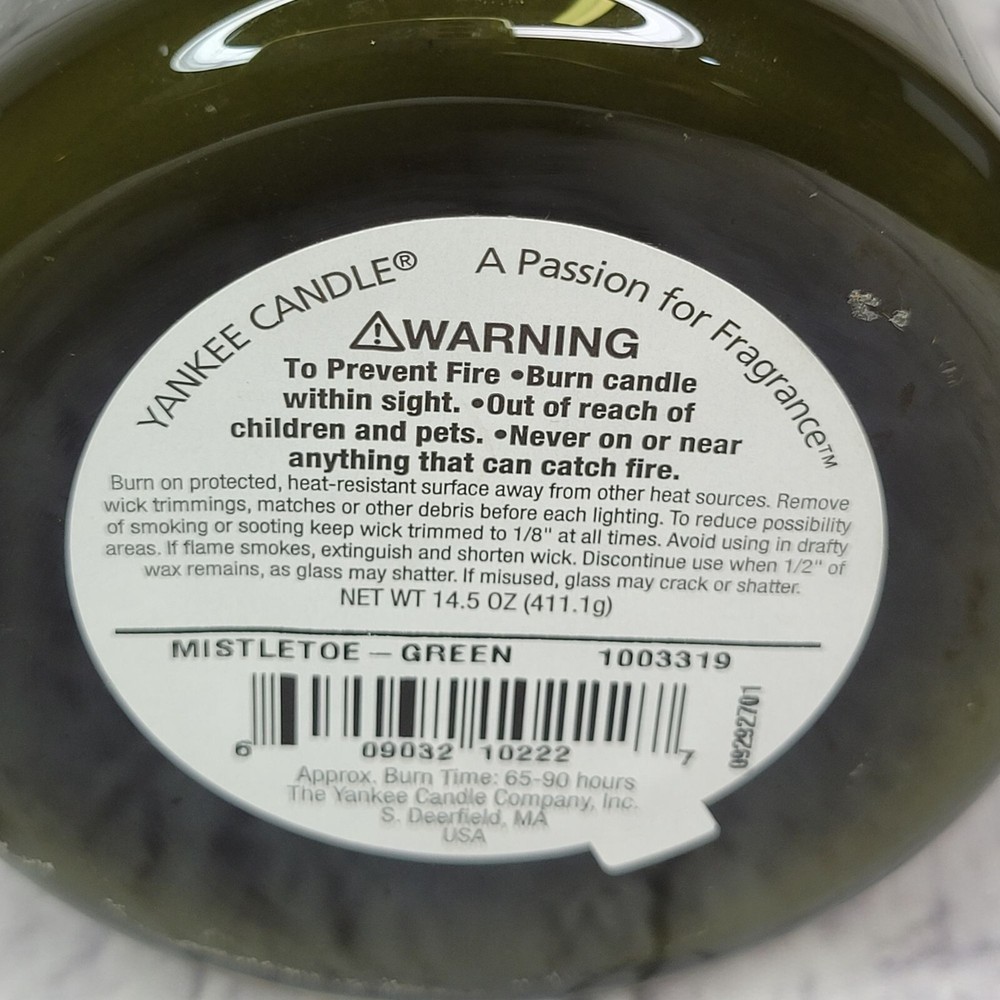 YANKEE CANDLE® A Passion for Fragrance™
⚠WARNING
To Prevent Fire •Burn candle
within sight. •Out of reach of
children and pets. •Never on or near
anything that can catch fire.
Burn on protected, heat-resistant surface away from other heat sources. Remove
wick trimmings, matches or other debris before each lighting. To reduce possibility
of smoking or sooting keep wick trimmed to 1/8" at all times. Avoid using in drafty
areas. If flame smokes, extinguish and shorten wick. Discontinue use when 1/2" of
wax remains, as glass may shatter. If misused, glass may crack or shatter.
NET WT 14.5 OZ (411.1g)
MISTLETOE – GREEN 1003319
6 09032 10222 7
09292701
Approx. Burn Time: 65-90 hours
The Yankee Candle Company, Inc.
S. Deerfield, MA
USA